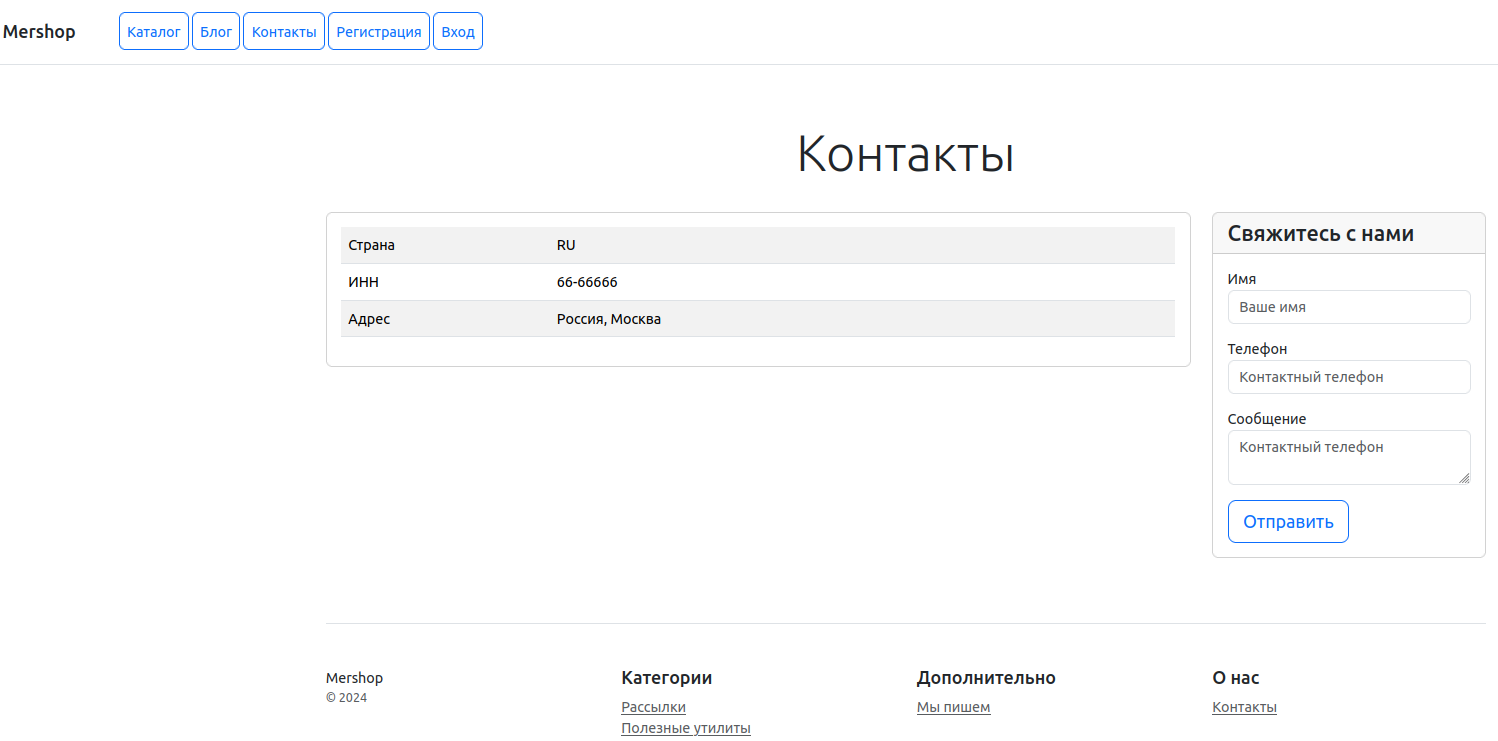 Mershop Каталог Блог Контакты Регистрация Вход
Контакты
Страна RU
ИНН 66-66666
Адрес Россия, Москва
Свяжитесь с нами
Имя
Ваше имя
Телефон
Контактный телефон
Сообщение
Контактный телефон
Отправить
Mershop
© 2024
Категории
Рассылки
Полезные утилиты
Дополнительно
Мы пишем
О нас
Контакты